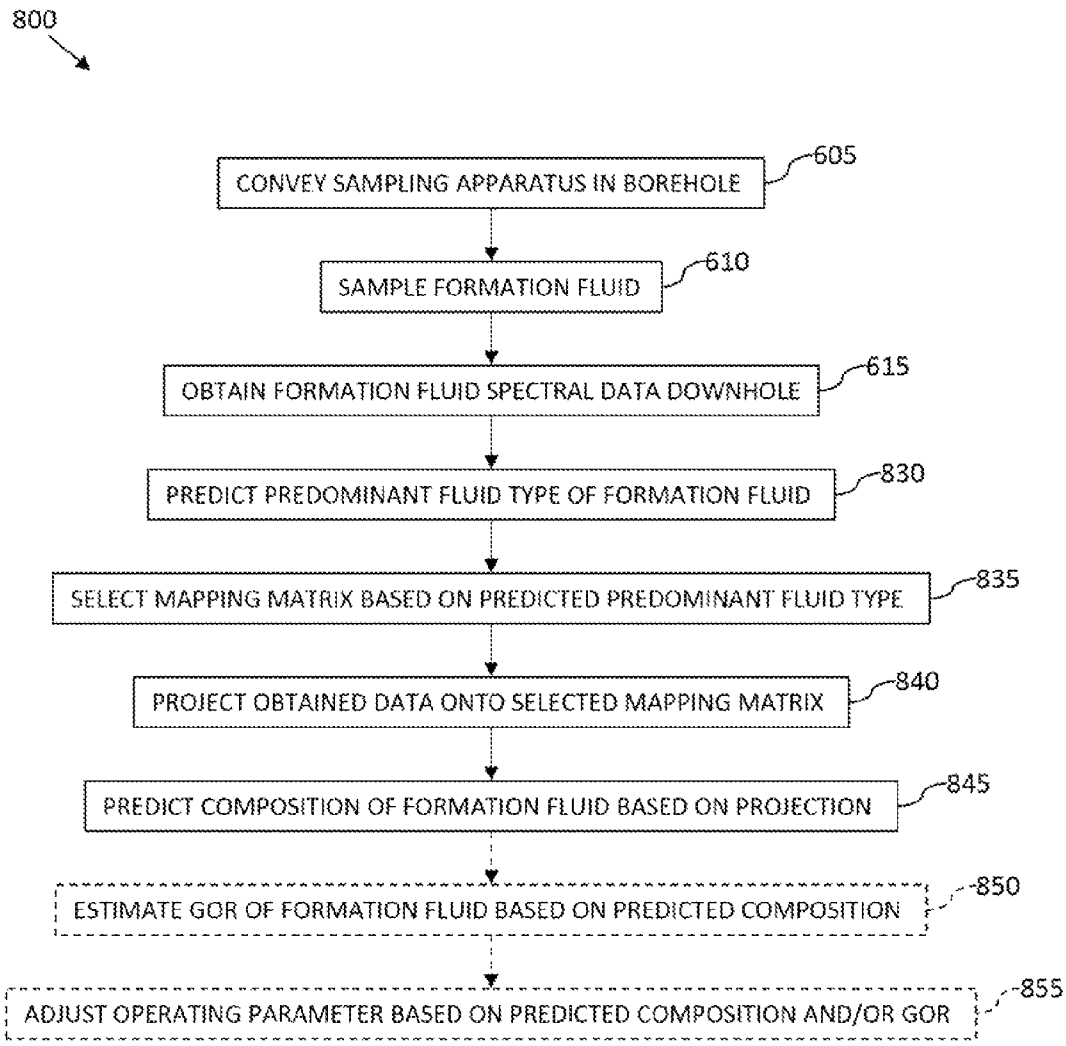 800
CONVEY SAMPLING APPARATUS IN BOREHOLE
605
SAMPLE FORMATION FLUID
610
OBTAIN FORMATION FLUID SPECTRAL DATA DOWNHOLE
615
PREDICT PREDOMINANT FLUID TYPE OF FORMATION FLUID
830
SELECT MAPPING MATRIX BASED ON PREDICTED PREDOMINANT FLUID TYPE
835
PROJECT OBTAINED DATA ONTO SELECTED MAPPING MATRIX
840
PREDICT COMPOSITION OF FORMATION FLUID BASED ON PROJECTION
845
ESTIMATE GOR OF FORMATION FLUID BASED ON PREDICTED COMPOSITION
850
ADJUST OPERATING PARAMETER BASED ON PREDICTED COMPOSITION AND/OR GOR
855